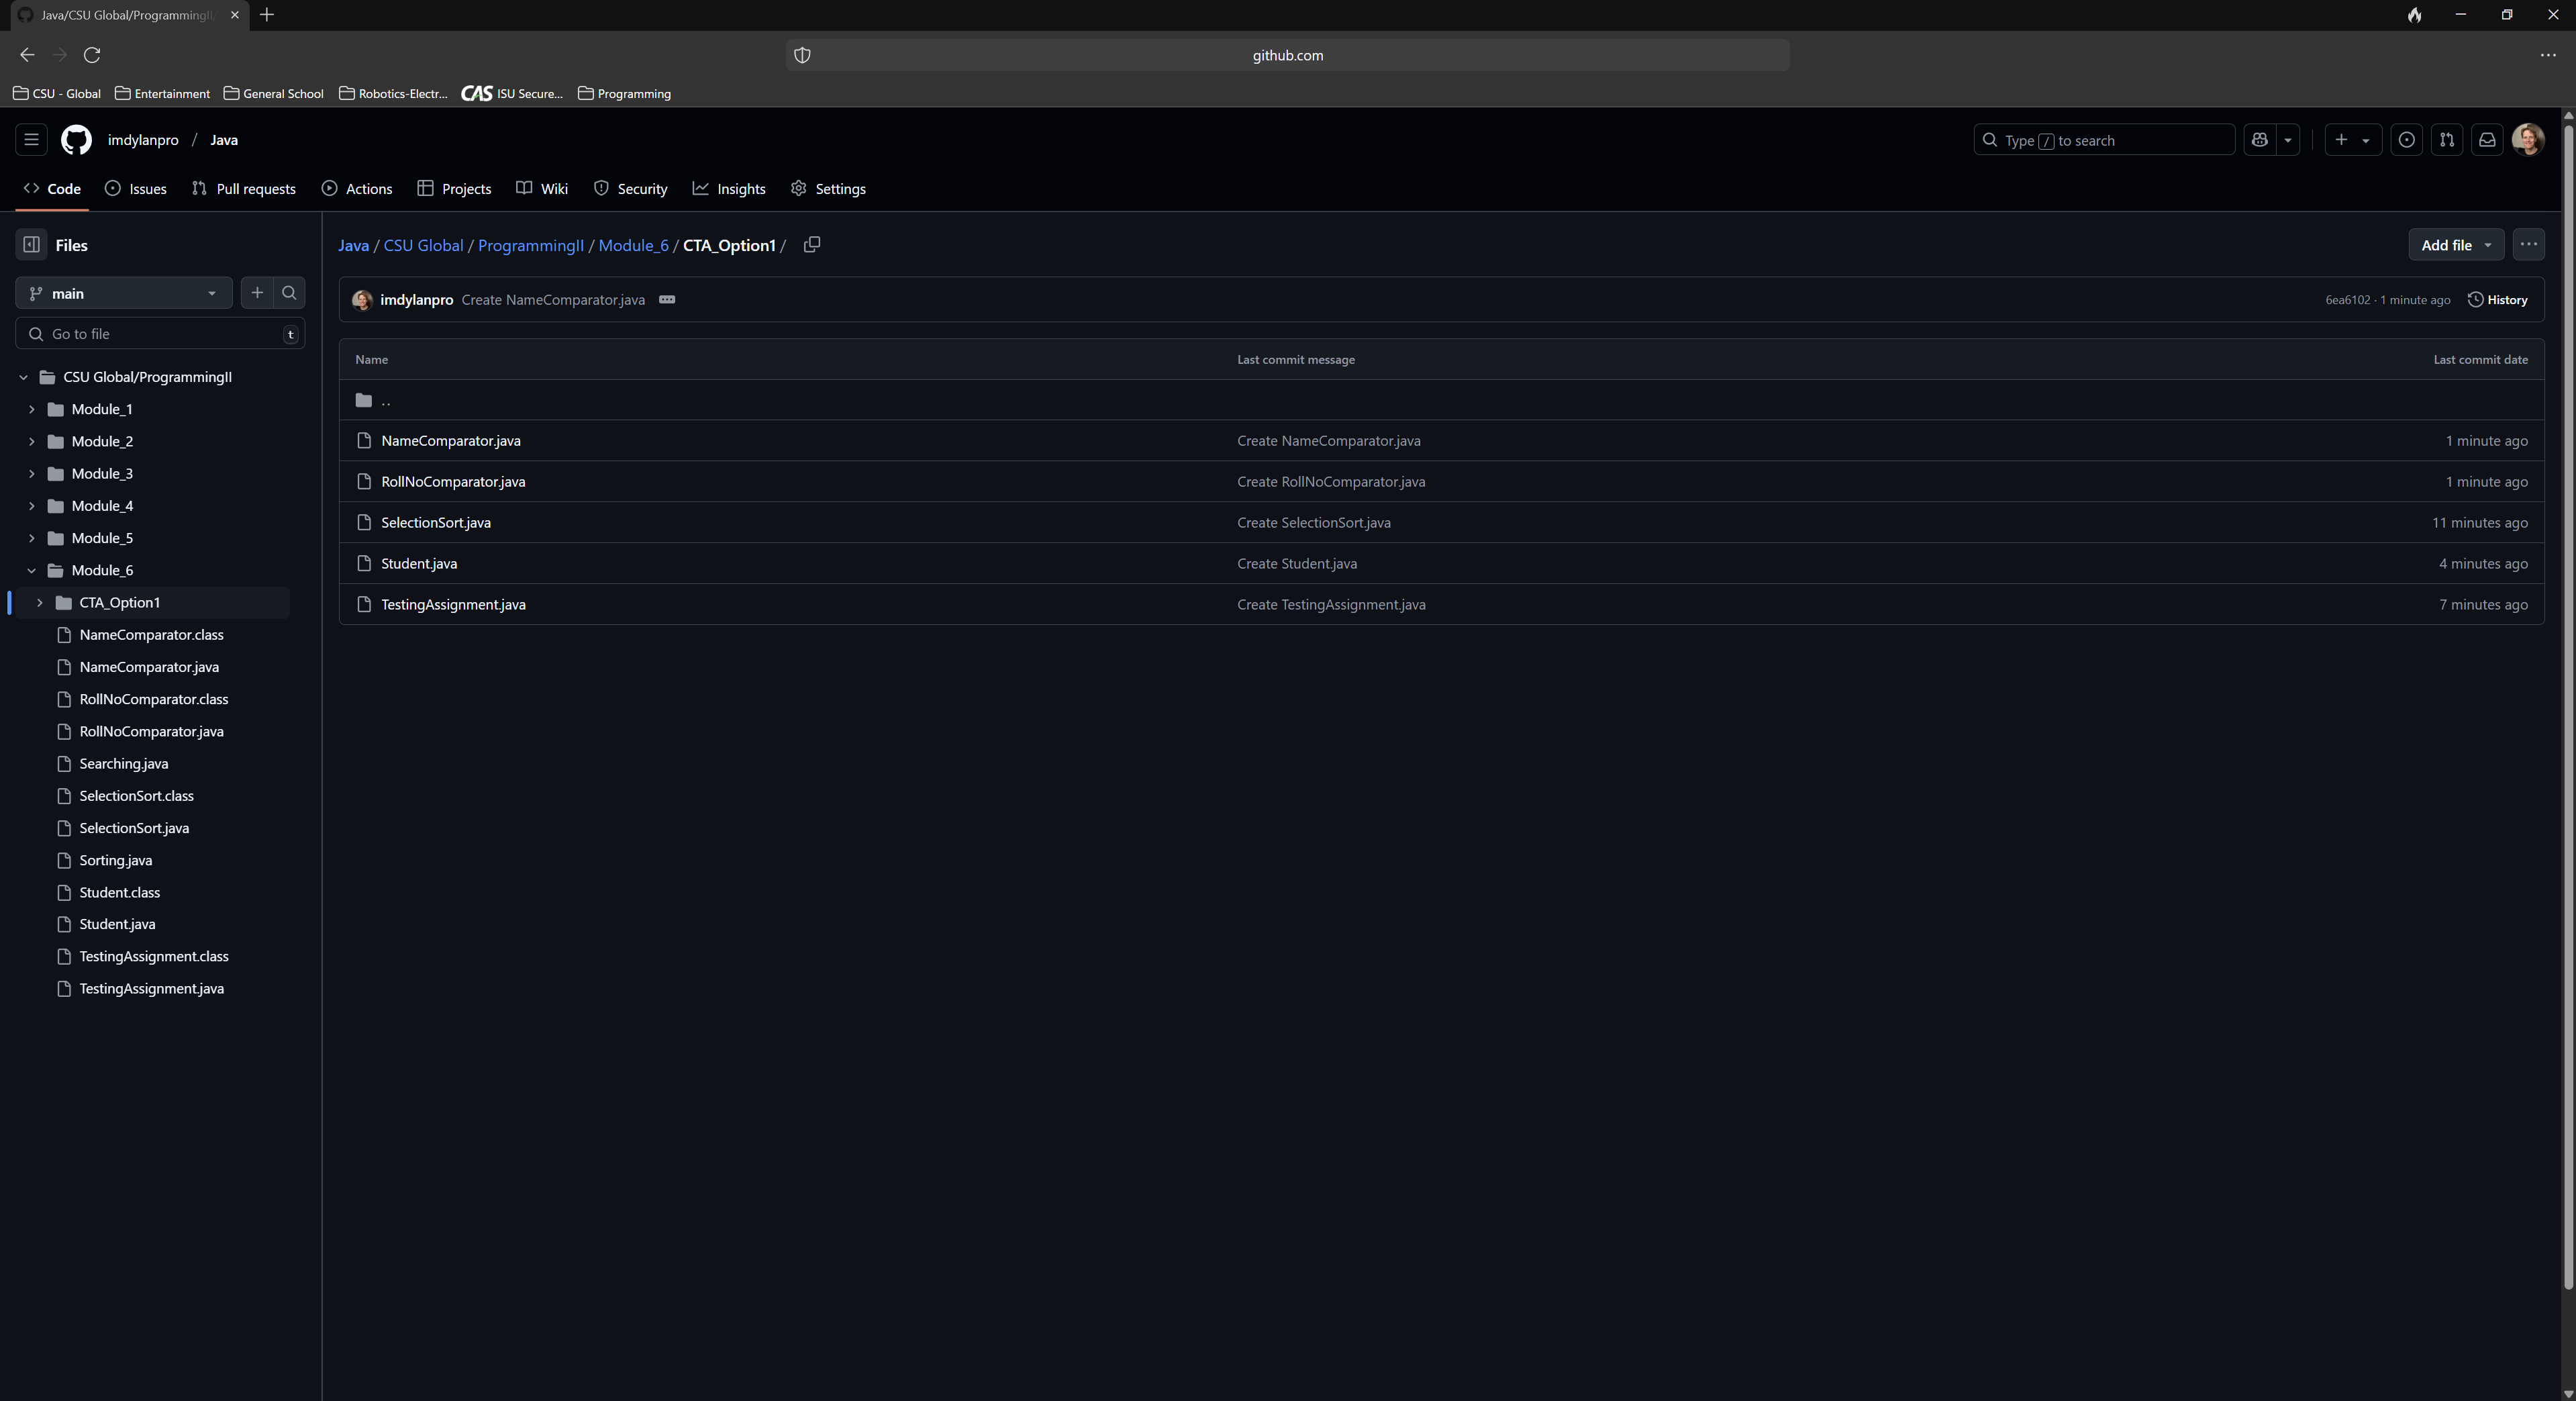 Java/CSU Global/ProgrammingII
github.com
CSU - Global
Entertainment
General School
Robotics-Electr...
CAS ISU Secure...
Programming
imdylanpro / Java
Type / to search
Code
Issues
Pull requests
Actions
Projects
Wiki
Security
Insights
Settings
Files
main
Go to file
t
CSU Global/ProgrammingII
Module_1
Module_2
Module_3
Module_4
Module_5
Module_6
CTA_Option1
NameComparator.class
NameComparator.java
RollNoComparator.class
RollNoComparator.java
Searching.java
SelectionSort.class
SelectionSort.java
Sorting.java
Student.class
Student.java
TestingAssignment.class
TestingAssignment.java
Java / CSU Global / ProgrammingII / Module_6 / CTA_Option1 /
Add file
imdylanpro Create NameComparator.java
6ea6102 · 1 minute ago
History
Name Last commit message Last commit date
..
NameComparator.java Create NameComparator.java 1 minute ago
RollNoComparator.java Create RollNoComparator.java 1 minute ago
SelectionSort.java Create SelectionSort.java 11 minutes ago
Student.java Create Student.java 4 minutes ago
TestingAssignment.java Create TestingAssignment.java 7 minutes ago